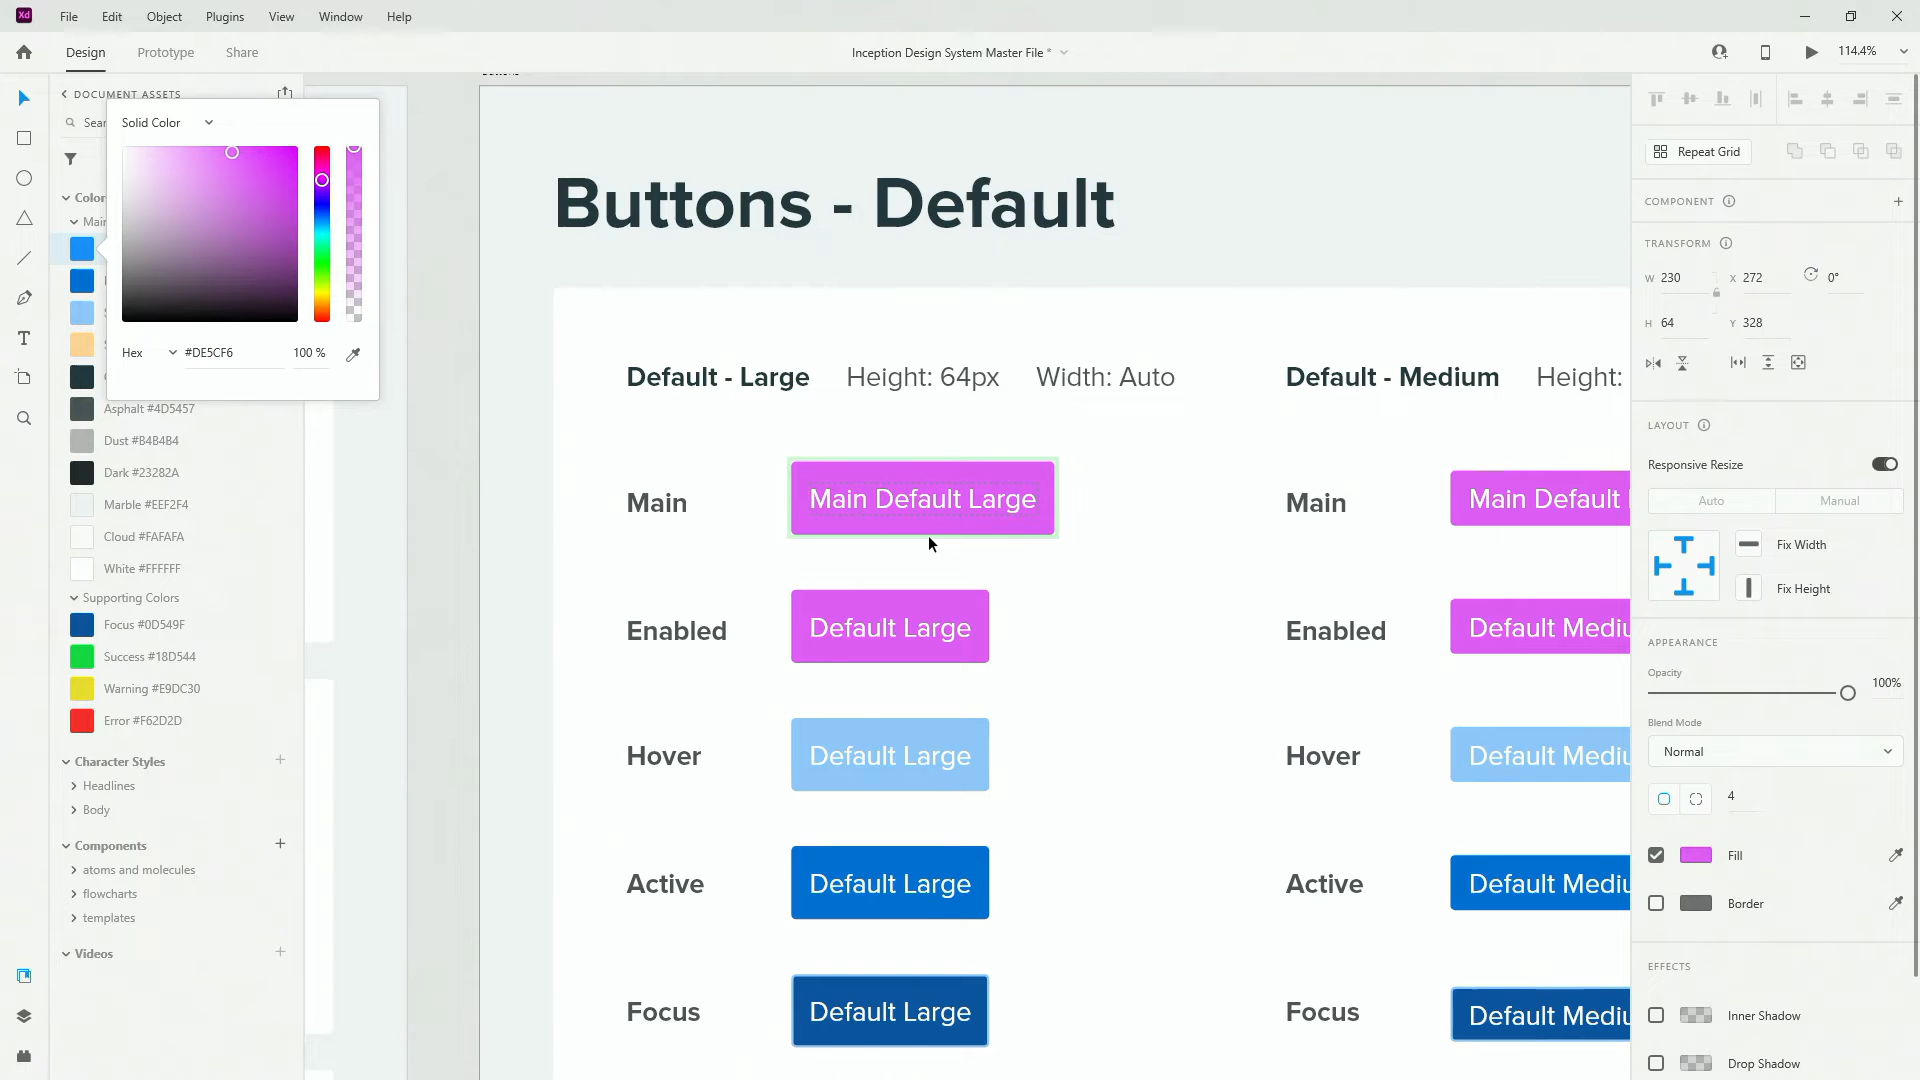 Xd File Edit Object Plugins View Window Help
Design Prototype Share Inception Design System Master File * 114.4%
DOCUMENT ASSETS
Solid Color
Hex #DE5CF6 100 %
Asphalt #4D5457
Dust #B4B4B4
Dark #23282A
Marble #EEF2F4
Cloud #FAFAFA
White #FFFFFF
Supporting Colors
Focus #0D549F
Success #18D544
Warning #E9DC30
Error #F62D2D
Character Styles
Headlines
Body
Components
atoms and molecules
flowcharts
templates
Videos
Buttons - Default
Default - Large Height: 64px Width: Auto
Main Main Default Large
Enabled Default Large
Hover Default Large
Active Default Large
Focus Default Large
Default - Medium Height:
Main Main Default
Enabled Default
Hover Default
Active Default
Focus Default
Repeat Grid
COMPONENT
TRANSFORM
W 230 X 272 0°
H 64 Y 328
LAYOUT
Responsive Resize
Auto Manual
Fix Width
Fix Height
APPEARANCE
Opacity
100%
Blend Mode
Normal
4
Fill
Border
EFFECTS
Inner Shadow
Drop Shadow